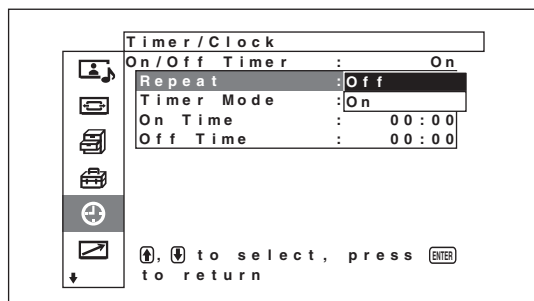 Timer/Clock
On/Off Timer : On
Repeat : Off
Timer Mode : On
On Time : 00:00
Off Time : 00:00
, to select, press ENTER
to return